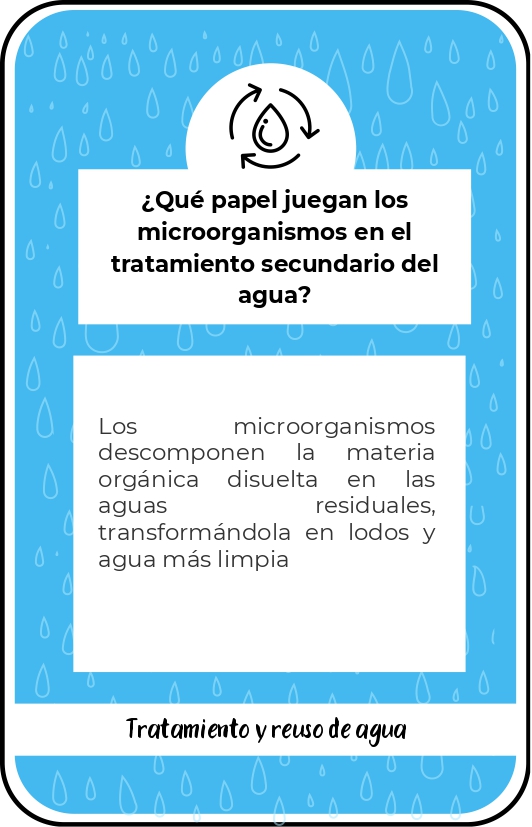 ¿Qué papel juegan los
microorganismos en el
tratamiento secundario del
agua?
Los microorganismos
descomponen la materia
orgánica disuelta en las
aguas residuales,
transformándola en lodos y
agua más limpia
Tratamiento y reuso de agua